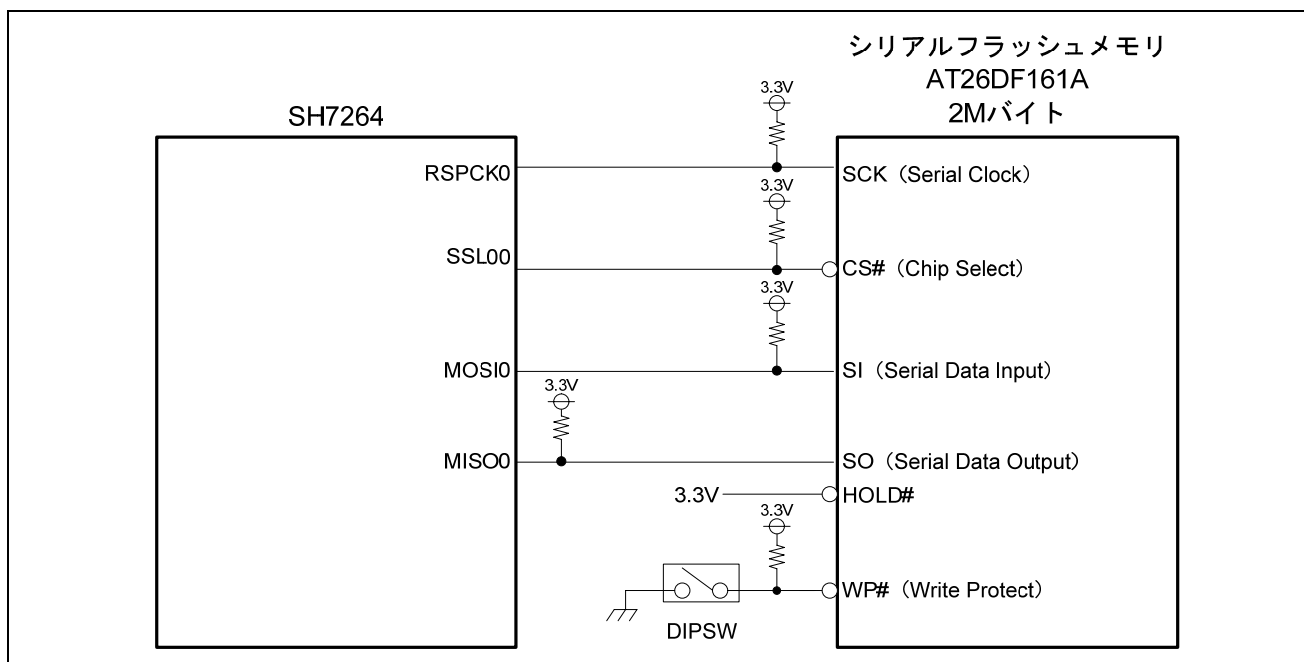 シリアルフラッシュメモリ
AT26DF161A
2Mバイト
SH7264
3.3V
RSPCK0
SCK（Serial Clock）
3.3V
SSL00
CS#（Chip Select）
3.3V
MOSI0
SI（Serial Data Input）
3.3V
MISO0
SO（Serial Data Output）
3.3V
HOLD#
3.3V
WP#（Write Protect）
DIPSW